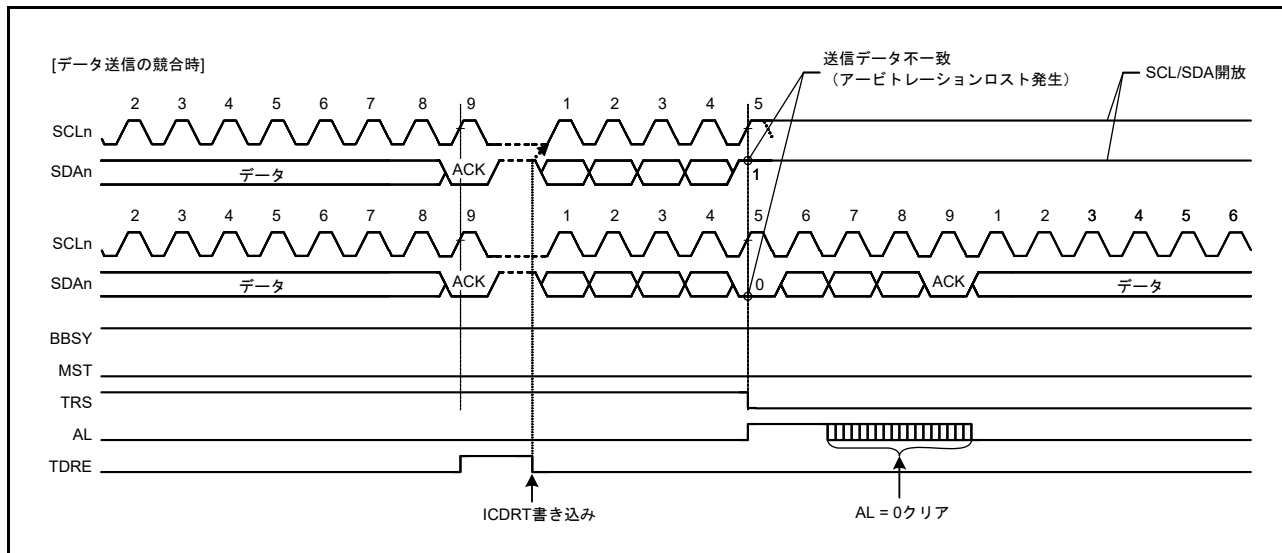 [データ送信の競合時]
送信データ不一致
（アービトレーションロスト発生）
SCL/SDA開放
2 3 4 5 6 7 8 9 1 2 3 4 5
SCLn
SDAn データ ACK 1
2 3 4 5 6 7 8 9 1 2 3 4 5 6 7 8 9 1 2 3 4 5 6
SCLn
SDAn データ ACK 0 ACK データ
BBSY
MST
TRS
AL
TDRE
ICDRT書き込み
AL = 0クリア